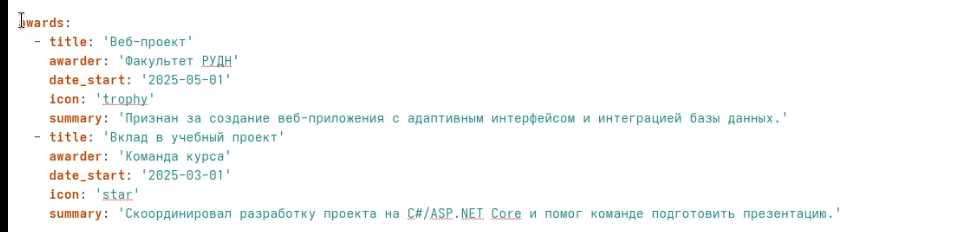 awards:
- title: 'Веб-проект'
awarder: 'Факультет РУДН'
date_start: '2025-05-01'
icon: 'trophy'
summary: 'Признан за создание веб-приложения с адаптивным интерфейсом и интеграцией базы данных.'
- title: 'Вклад в учебный проект'
awarder: 'Команда курса'
date_start: '2025-03-01'
icon: 'star'
summary: 'Скоординировал разработку проекта на C#/ASP.NET Core и помог команде подготовить презентацию.'